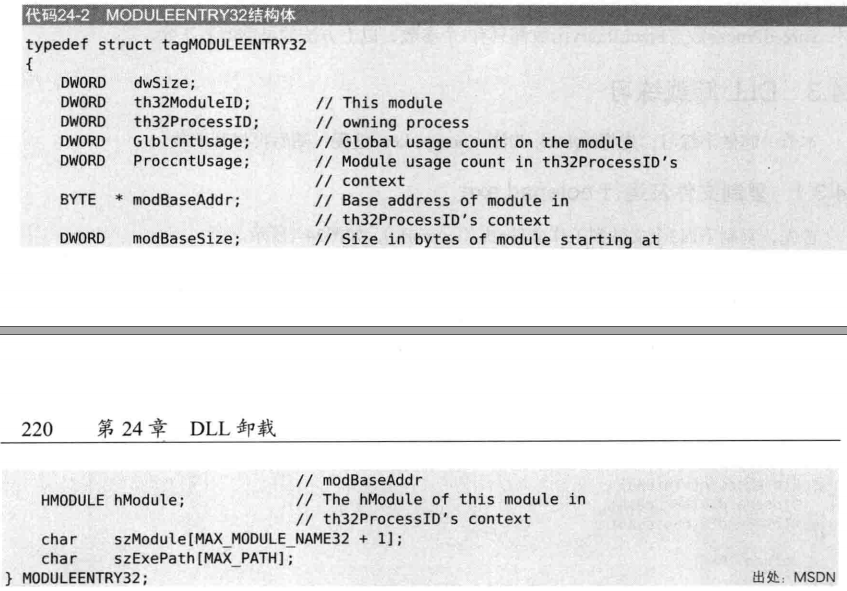 代码24-2 MODULEENTRY32结构体
typedef struct tagMODULEENTRY32
{
DWORD dwSize;
DWORD th32ModuleID; // This module
DWORD th32ProcessID; // owning process
DWORD GlblcntUsage; // Global usage count on the module
DWORD ProccntUsage; // Module usage count in th32ProcessID's
// context
BYTE * modBaseAddr; // Base address of module in
// th32ProcessID's context
DWORD modBaseSize; // Size in bytes of module starting at
220 第 24 章 DLL 卸载
// modBaseAddr
HMODULE hModule; // The hModule of this module in
// th32ProcessID's context
char szModule[MAX_MODULE_NAME32 + 1];
char szExePath[MAX_PATH];
} MODULEENTRY32; 出处：MSDN